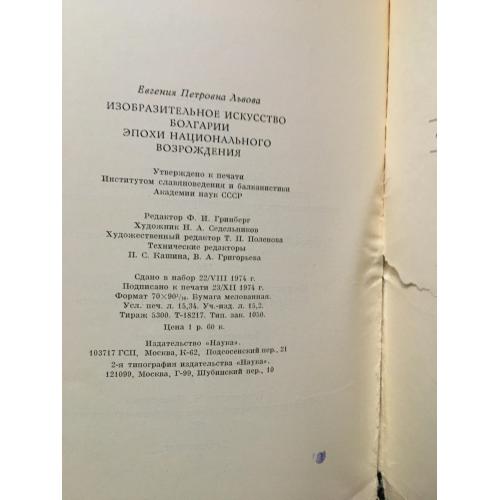 Евгения Петровна Львова
ИЗОБРАЗИТЕЛЬНОЕ ИСКУССТВО
БОЛГАРИИ
ЭПОХИ НАЦИОНАЛЬНОГО
ВОЗРОЖДЕНИЯ
Утверждено к печати
Институтом славяноведения и балканистики
Академии наук СССР
Редактор Ф. И. Гринберг
Художник Н. А. Седельников
Художественный редактор Т. П. Поленова
Технические редакторы
П. С. Кашина, В. А. Григорьева
Сдано в набор 22/VIII 1974 г.
Подписано к печати 23/XII 1974 г.
Формат 70×90¹/₁₆. Бумага мелованная.
Усл. печ. л. 15,34. Уч.-изд. л. 15,2.
Тираж 5300. Т-18217. Тип. зак. 1050.
Цена 1 р. 60 к.
Издательство «Наука».
103717 ГСП, Москва, К-62, Подсосенский пер., 21
2-я типография издательства «Наука».
121099, Москва, Г-99, Шубинский пер., 10